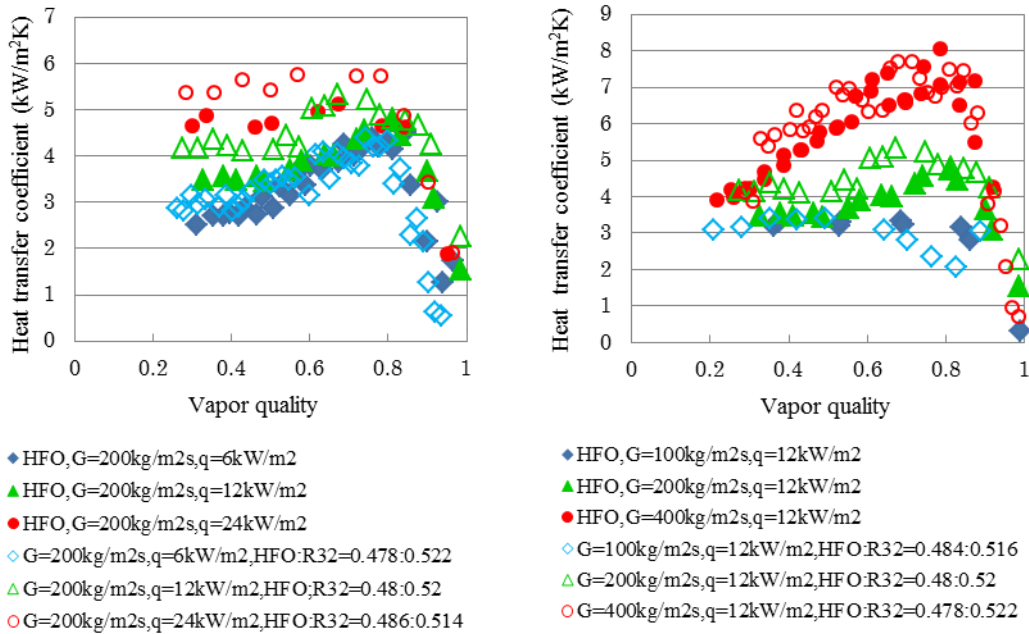 Heat transfer coefficient (kW/m²K)
7
6
5
4
3
2
1
0
0
0.2
0.4
0.6
0.8
1
Vapor quality
HFO,G=200kg/m2s,q=6kW/m2
HFO,G=200kg/m2s,q=12kW/m2
HFO,G=200kg/m2s,q=24kW/m2
G=200kg/m2s,q=6kW/m2,HFO:R32=0.478:0.522
G=200kg/m2s,q=12kW/m2,HFO;R32=0.48:0.52
G=200kg/m2s,q=24kW/m2,HFO:R32=0.486:0.514
Heat transfer coefficient (kW/m²K)
9
8
7
6
5
4
3
2
1
0
0
0.2
0.4
0.6
0.8
1
Vapor quality
HFO,G=100kg/m2s,q=12kW/m2
HFO,G=200kg/m2s,q=12kW/m2
HFO,G=400kg/m2s,q=12kW/m2
G=100kg/m2s,q=12kW/m2,HFO:R32=0.484:0.516
G=200kg/m2s,q=12kW/m2,HFO:R32=0.48:0.52
G=400kg/m2s,q=12kW/m2,HFO:R32=0.478:0.522